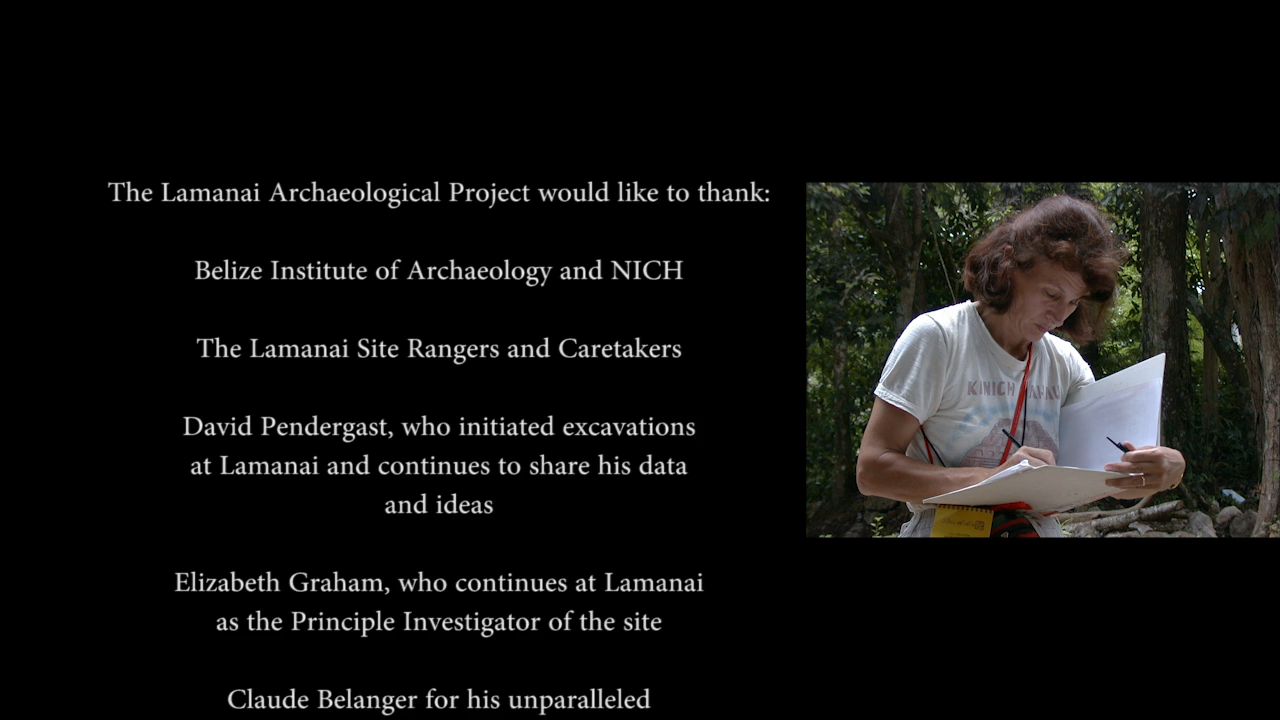 The Lamanai Archaeological Project would like to thank:
Belize Institute of Archaeology and NICH
The Lamanai Site Rangers and Caretakers
David Pendergast, who initiated excavations
at Lamanai and continues to share his data
and ideas
Elizabeth Graham, who continues at Lamanai
as the Principle Investigator of the site
Claude Belanger for his unparalleled
KINICH AHAU